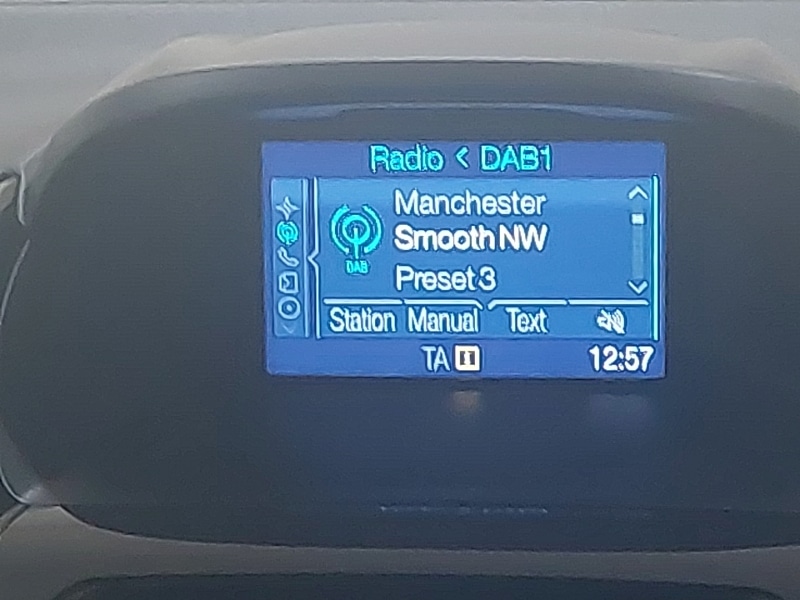 Radio < DAB1
Manchester
Smooth NW
DAB
Preset 3
Station Manual Text
TA i 12:57